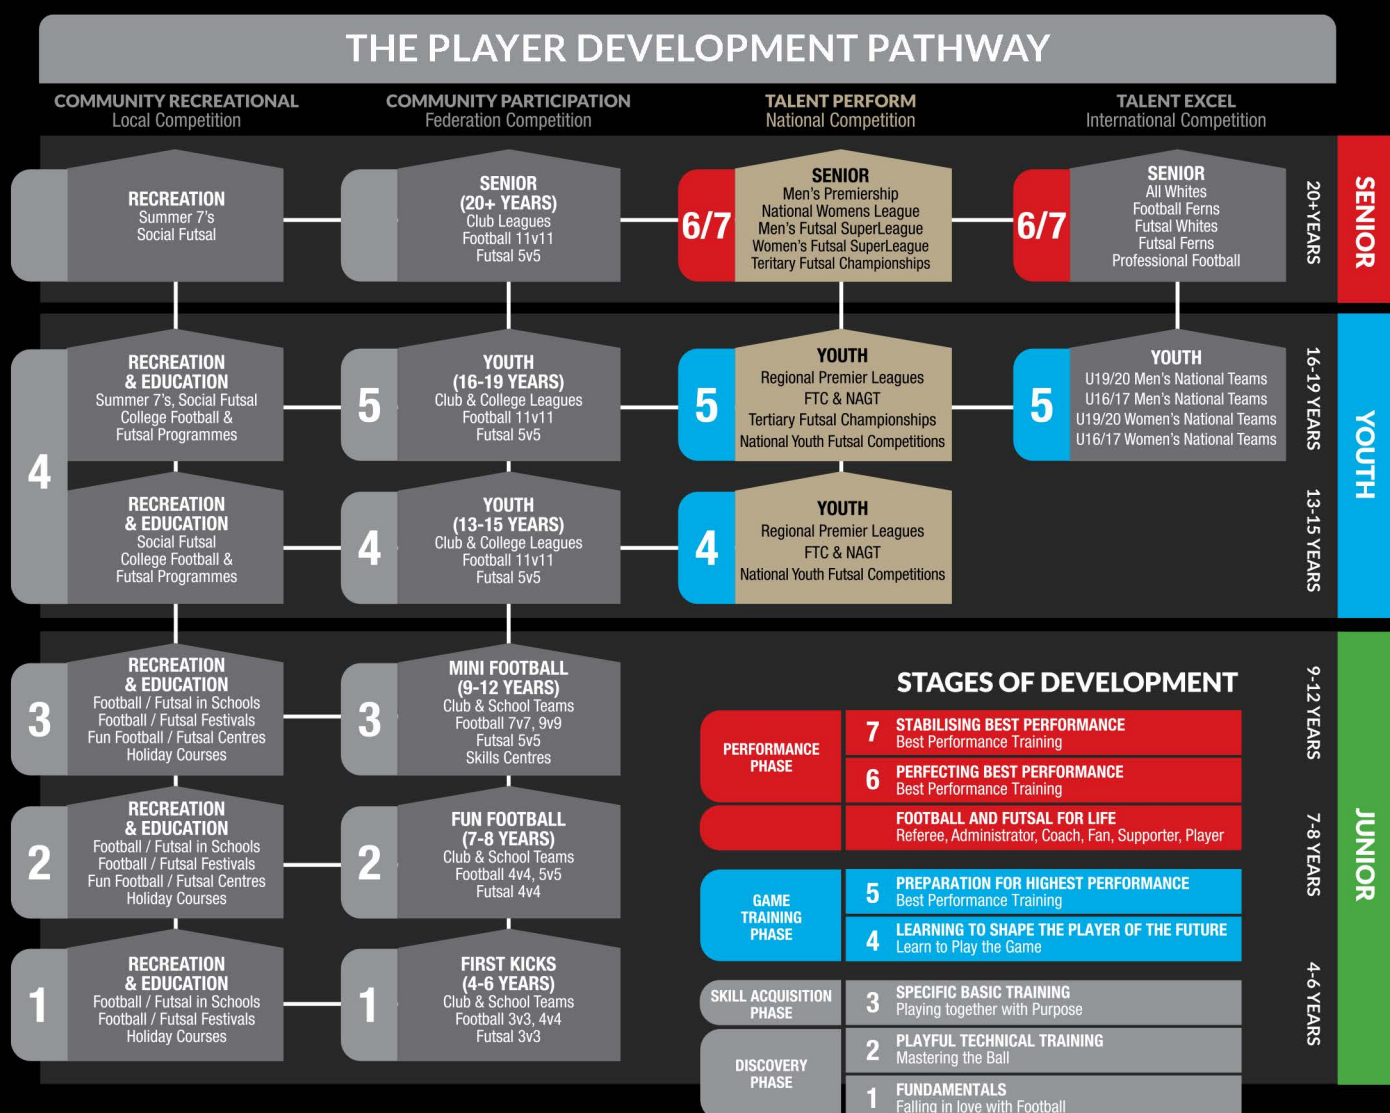 THE PLAYER DEVELOPMENT PATHWAY
COMMUNITY RECREATIONAL
Local Competition
COMMUNITY PARTICIPATION
Federation Competition
TALENT PERFORM
National Competition
TALENT EXCEL
International Competition
RECREATION
Summer 7's
Social Futsal
SENIOR
(20+ YEARS)
Club Leagues
Football 11v11
Futsal 5v5
6/7
SENIOR
Men's Premiership
National Womens League
Men's Futsal SuperLeague
Women's Futsal SuperLeague
Teritary Futsal Championships
6/7
SENIOR
All Whites
Football Ferns
Futsal Whites
Futsal Ferns
Professional Football
20+YEARS
SENIOR
4
RECREATION
& EDUCATION
Summer 7's, Social Futsal
College Football &
Futsal Programmes
5
YOUTH
(16-19 YEARS)
Club & College Leagues
Football 11v11
Futsal 5v5
5
YOUTH
Regional Premier Leagues
FTC & NAGT
Tertiary Futsal Championships
National Youth Futsal Competitions
5
YOUTH
U19/20 Men's National Teams
U16/17 Men's National Teams
U19/20 Women's National Teams
U16/17 Women's National Teams
16-19 YEARS
YOUTH
RECREATION
& EDUCATION
Social Futsal
College Football &
Futsal Programmes
4
YOUTH
(13-15 YEARS)
Club & College Leagues
Football 11v11
Futsal 5v5
4
YOUTH
Regional Premier Leagues
FTC & NAGT
National Youth Futsal Competitions
13-15 YEARS
3
RECREATION
& EDUCATION
Football / Futsal in Schools
Football / Futsal Festivals
Fun Football / Futsal Centres
Holiday Courses
3
MINI FOOTBALL
(9-12 YEARS)
Club & School Teams
Football 7v7, 9v9
Futsal 5v5
Skills Centres
9-12 YEARS
2
RECREATION
& EDUCATION
Football / Futsal in Schools
Football / Futsal Festivals
Fun Football / Futsal Centres
Holiday Courses
2
FUN FOOTBALL
(7-8 YEARS)
Club & School Teams
Football 4v4, 5v5
Futsal 4v4
7-8 YEARS
JUNIOR
1
RECREATION
& EDUCATION
Football / Futsal in Schools
Football / Futsal Festivals
Holiday Courses
1
FIRST KICKS
(4-6 YEARS)
Club & School Teams
Football 3v3, 4v4
Futsal 3v3
4-6 YEARS
STAGES OF DEVELOPMENT
PERFORMANCE
PHASE
7
STABILISING BEST PERFORMANCE
Best Performance Training
6
PERFECTING BEST PERFORMANCE
Best Performance Training
FOOTBALL AND FUTSAL FOR LIFE
Referee, Administrator, Coach, Fan, Supporter, Player
GAME
TRAINING
PHASE
5
PREPARATION FOR HIGHEST PERFORMANCE
Best Performance Training
4
LEARNING TO SHAPE THE PLAYER OF THE FUTURE
Learn to Play the Game
SKILL ACQUISITION
PHASE
3
SPECIFIC BASIC TRAINING
Playing together with Purpose
DISCOVERY
PHASE
2
PLAYFUL TECHNICAL TRAINING
Mastering the Ball
1
FUNDAMENTALS
Falling in love with Football